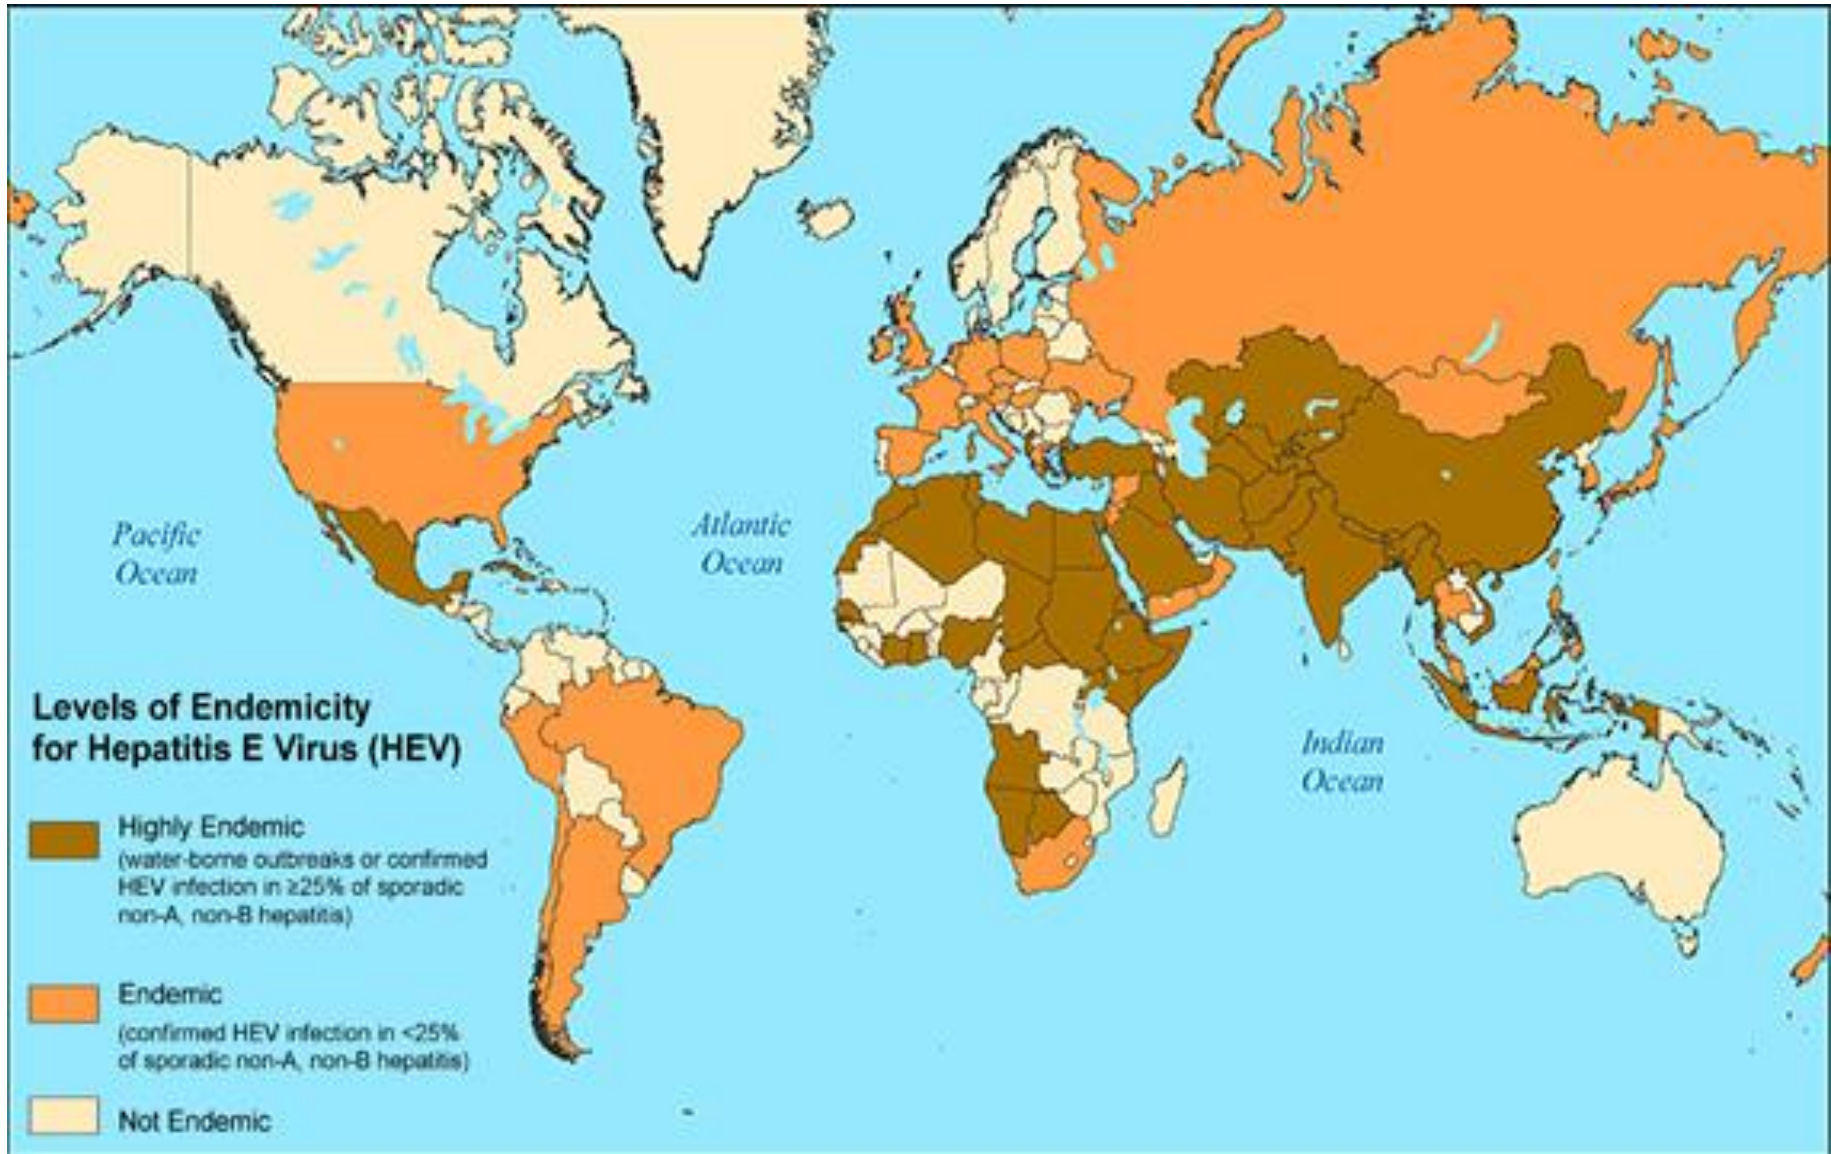 Pacific
Ocean
Atlantic
Ocean
Indian
Ocean
Levels of Endemicity
for Hepatitis E Virus (HEV)
Highly Endemic
(water-borne outbreaks or confirmed
HEV infection in ≥25% of sporadic
non-A, non-B hepatitis)
Endemic
(confirmed HEV infection in <25%
of sporadic non-A, non-B hepatitis)
Not Endemic